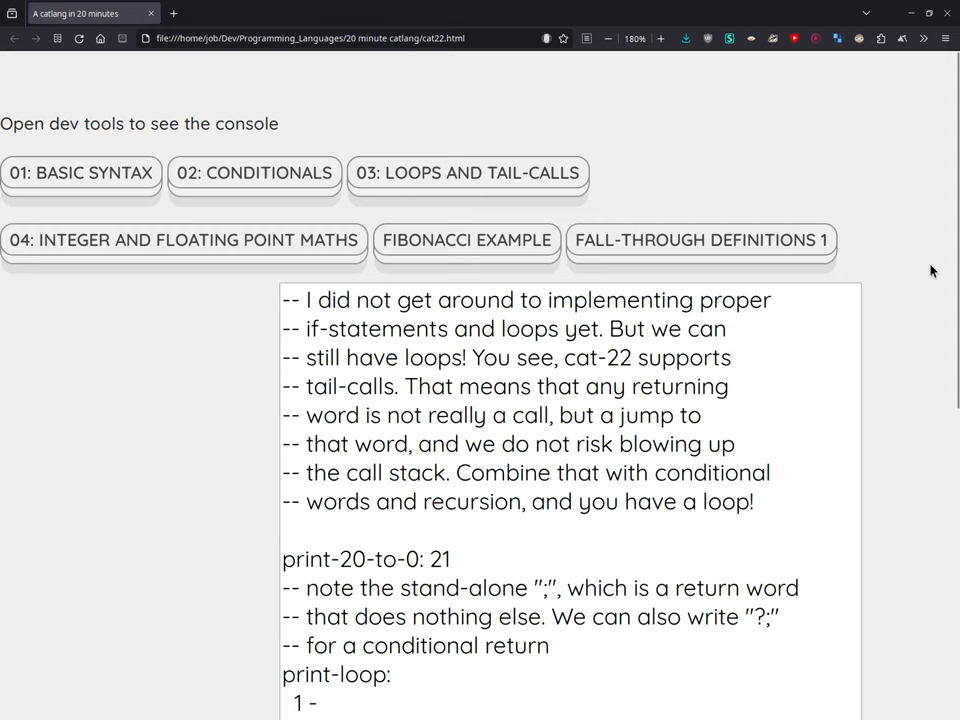 A catlang in 20 minutes
file:///home/job/Dev/Programming_Languages/20 minute catlang/cat22.html
180%
Open dev tools to see the console
01: BASIC SYNTAX
02: CONDITIONALS
03: LOOPS AND TAIL-CALLS
04: INTEGER AND FLOATING POINT MATHS
FIBONACCI EXAMPLE
FALL-THROUGH DEFINITIONS 1
-- I did not get around to implementing proper
-- if-statements and loops yet. But we can
-- still have loops! You see, cat-22 supports
-- tail-calls. That means that any returning
-- word is not really a call, but a jump to
-- that word, and we do not risk blowing up
-- the call stack. Combine that with conditional
-- words and recursion, and you have a loop!
print-20-to-0: 21
-- note the stand-alone ";", which is a return word
-- that does nothing else. We can also write "?;"
-- for a conditional return
print-loop:
1 -